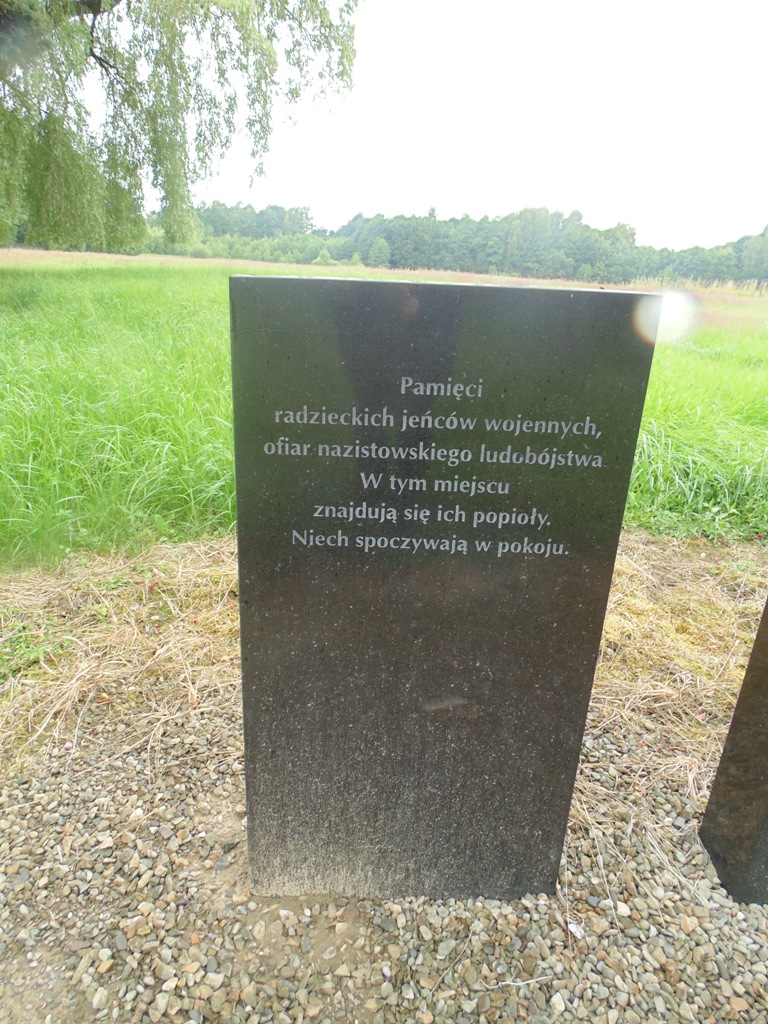 Pamięci
radzieckich jeńców wojennych,
ofiar nazistowskiego ludobójstwa.
W tym miejscu
znajdują się ich popioły.
Niech spoczywają w pokoju.